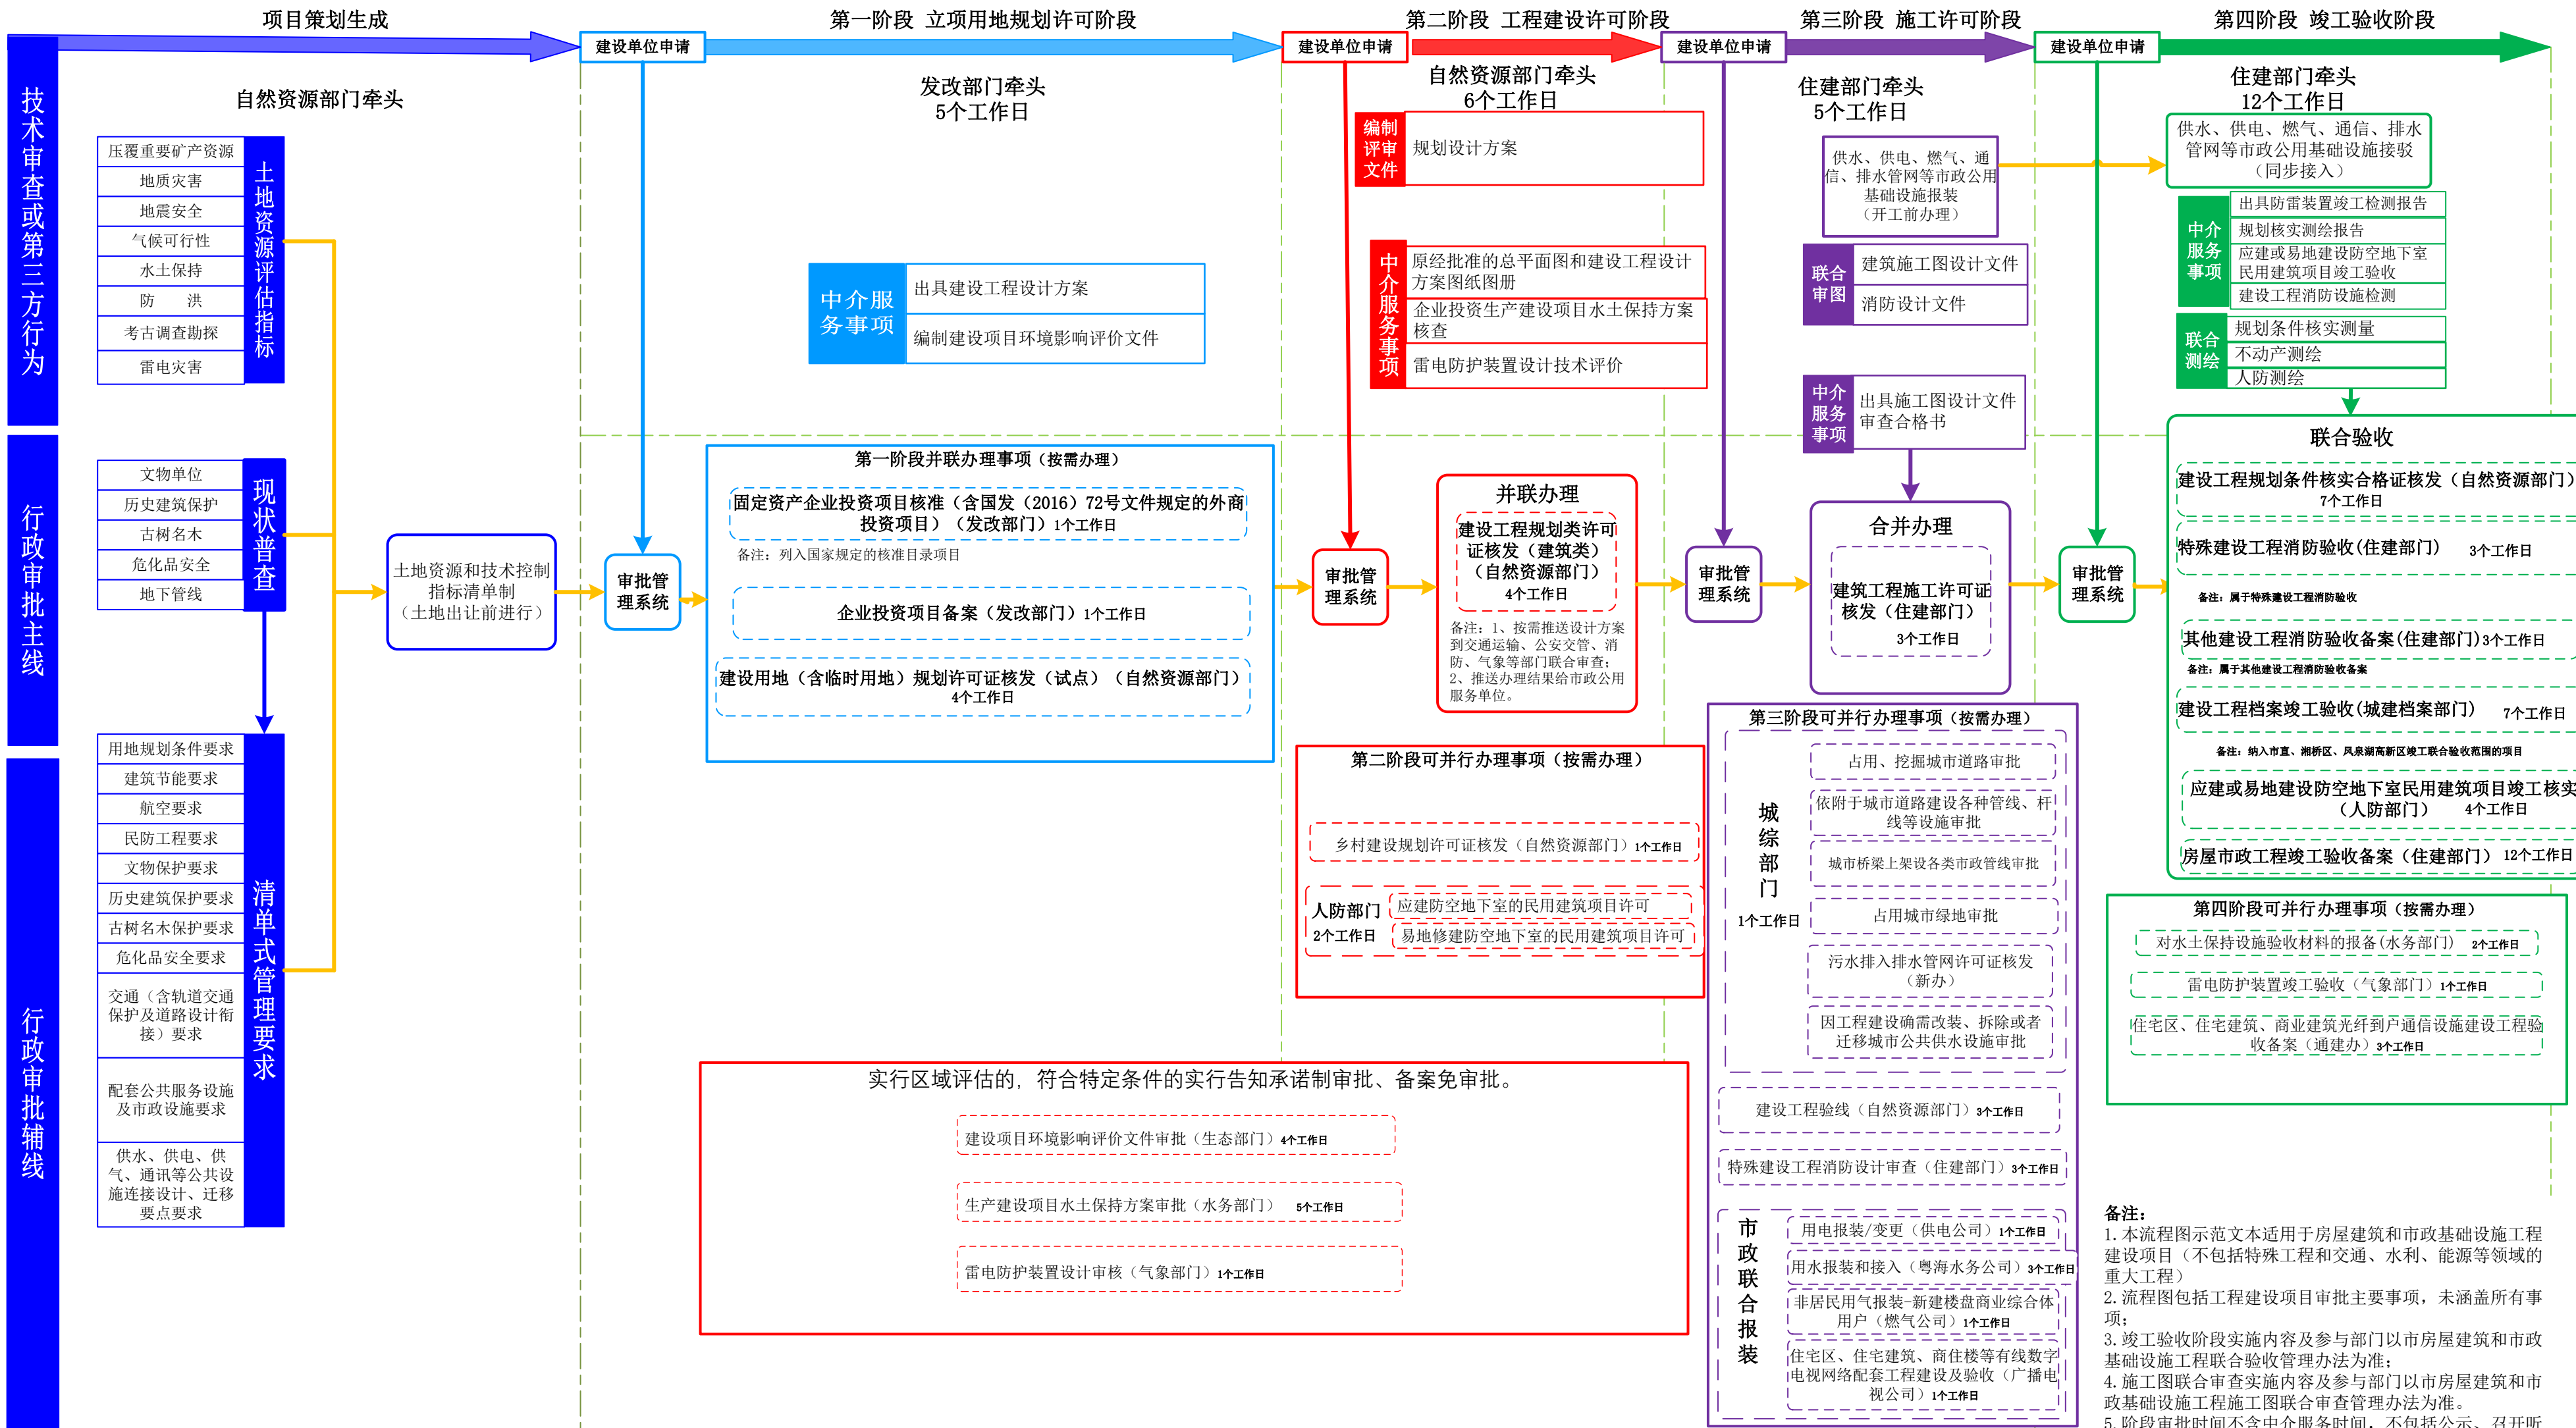 项目策划生成
第一阶段 立项用地规划许可阶段
第二阶段 工程建设许可阶段
第三阶段 施工许可阶段
第四阶段 竣工验收阶段
建设单位申请
建设单位申请
建设单位申请
建设单位申请
技术审查或第三方行为
行政审批主线
行政审批辅线
自然资源部门牵头
压覆重要矿产资源
地质灾害
地震安全
气候可行性
水土保持
防 洪
考古调查勘探
雷电灾害
土地资源评估指标
文物单位
历史建筑保护
古树名木
危化品安全
地下管线
现状普查
用地规划条件要求
建筑节能要求
航空要求
民防工程要求
文物保护要求
历史建筑保护要求
古树名木保护要求
危化品安全要求
交通（含轨道交通
保护及道路设计衔
接）要求
配套公共服务设施
及市政设施要求
供水、供电、供
气、通讯等公共设
施连接设计、迁移
要点要求
清单式管理要求
土地资源和技术控制
指标清单制
（土地出让前进行）
发改部门牵头
5个工作日
中介服
务事项
出具建设工程设计方案
编制建设项目环境影响评价文件
审批管
理系统
第一阶段并联办理事项（按需办理）
固定资产企业投资项目核准（含国发（2016）72号文件规定的外商
投资项目）（发改部门）1个工作日
备注：列入国家规定的核准目录项目
企业投资项目备案（发改部门）1个工作日
建设用地（含临时用地）规划许可证核发（试点）（自然资源部门）
4个工作日
自然资源部门牵头
6个工作日
编制
评审
文件
规划设计方案
中介服务事项
原经批准的总平面图和建设工程设计
方案图纸图册
企业投资生产建设项目水土保持方案
核查
雷电防护装置设计技术评价
审批管
理系统
并联办理
建设工程规划类许可
证核发（建筑类）
（自然资源部门）
4个工作日
备注：1、按需推送设计方案
到交通运输、公安交管、消
防、气象等部门联合审查；
2、推送办理结果给市政公用
服务单位。
第二阶段可并行办理事项（按需办理）
乡村建设规划许可证核发（自然资源部门）1个工作日
人防部门
2个工作日
应建防空地下室的民用建筑项目许可
易地修建防空地下室的民用建筑项目许可
实行区域评估的，符合特定条件的实行告知承诺制审批、备案免审批。
建设项目环境影响评价文件审批（生态部门）4个工作日
生产建设项目水土保持方案审批（水务部门） 5个工作日
雷电防护装置设计审核（气象部门）1个工作日
住建部门牵头
5个工作日
供水、供电、燃气、通
信、排水管网等市政公用
基础设施报装
（开工前办理）
联合
审图
建筑施工图设计文件
消防设计文件
中介
服务
事项
出具施工图设计文件
审查合格书
审批管
理系统
合并办理
建筑工程施工许可证
核发（住建部门）
3个工作日
第三阶段可并行办理事项（按需办理）
城综部门
1个工作日
占用、挖掘城市道路审批
依附于城市道路建设各种管线、杆
线等设施审批
城市桥梁上架设各类市政管线审批
占用城市绿地审批
污水排入排水管网许可证核发
（新办）
因工程建设确需改装、拆除或者
迁移城市公共供水设施审批
建设工程验线（自然资源部门）3个工作日
特殊建设工程消防设计审查（住建部门）3个工作日
市政联合报装
用电报装/变更（供电公司）1个工作日
用水报装和接入（粤海水务公司）3个工作日
非居民用气报装-新建楼盘商业综合体
用户（燃气公司）1个工作日
住宅区、住宅建筑、商住楼等有线数字
电视网络配套工程建设及验收（广播电
视公司）1个工作日
住建部门牵头
12个工作日
供水、供电、燃气、通信、排水
管网等市政公用基础设施接驳
（同步接入）
中介
服务
事项
出具防雷装置竣工检测报告
规划核实测绘报告
应建或易地建设防空地下室
民用建筑项目竣工验收
建设工程消防设施检测
联合
测绘
规划条件核实测量
不动产测绘
人防测绘
审批管
理系统
联合验收
建设工程规划条件核实合格证核发（自然资源部门）
7个工作日
特殊建设工程消防验收(住建部门) 3个工作日
备注：属于特殊建设工程消防验收
其他建设工程消防验收备案(住建部门)3个工作日
备注：属于其他建设工程消防验收备案
建设工程档案竣工验收(城建档案部门) 7个工作日
备注：纳入市直、湘桥区、凤泉湖高新区竣工联合验收范围的项目
应建或易地建设防空地下室民用建筑项目竣工核实
（人防部门） 4个工作日
房屋市政工程竣工验收备案（住建部门）12个工作日
第四阶段可并行办理事项（按需办理）
对水土保持设施验收材料的报备(水务部门) 2个工作日
雷电防护装置竣工验收（气象部门）1个工作日
住宅区、住宅建筑、商业建筑光纤到户通信设施建设工程验
收备案（通建办）3个工作日
备注：
1.本流程图示范文本适用于房屋建筑和市政基础设施工程
建设项目（不包括特殊工程和交通、水利、能源等领域的
重大工程）
2.流程图包括工程建设项目审批主要事项，未涵盖所有事
项；
3.竣工验收阶段实施内容及参与部门以市房屋建筑和市政
基础设施工程联合验收管理办法为准；
4.施工图联合审查实施内容及参与部门以市房屋建筑和市
政基础设施工程施工图联合审查管理办法为准。
5.阶段审批时间不含中介服务时间，不包括公示、召开听